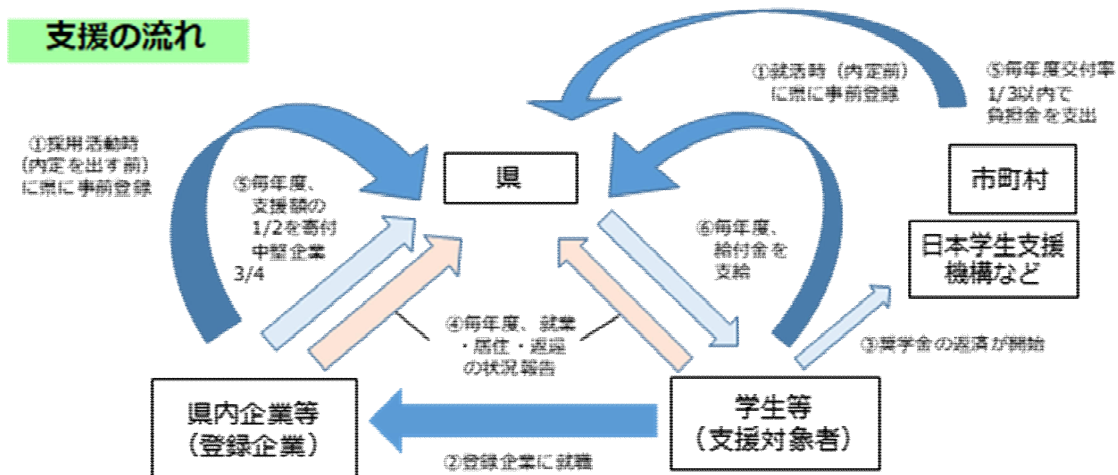 支援の流れ
①採用活動時
(内定を出す前)
に県に事前登録
⑤毎年度、
支援額の
1/2を寄付
中堅企業
3/4
県
①就活時（内定前）
に県に事前登録
⑤毎年度交付率
1/3以内で
負担金を支出
市町村
日本学生支援
機構など
⑥毎年度、
給付金を
支給
④毎年度、就業
・居住・返還
の状況報告
③奨学金の返済が開始
県内企業等
（登録企業）
②登録企業に就職
学生等
（支援対象者）